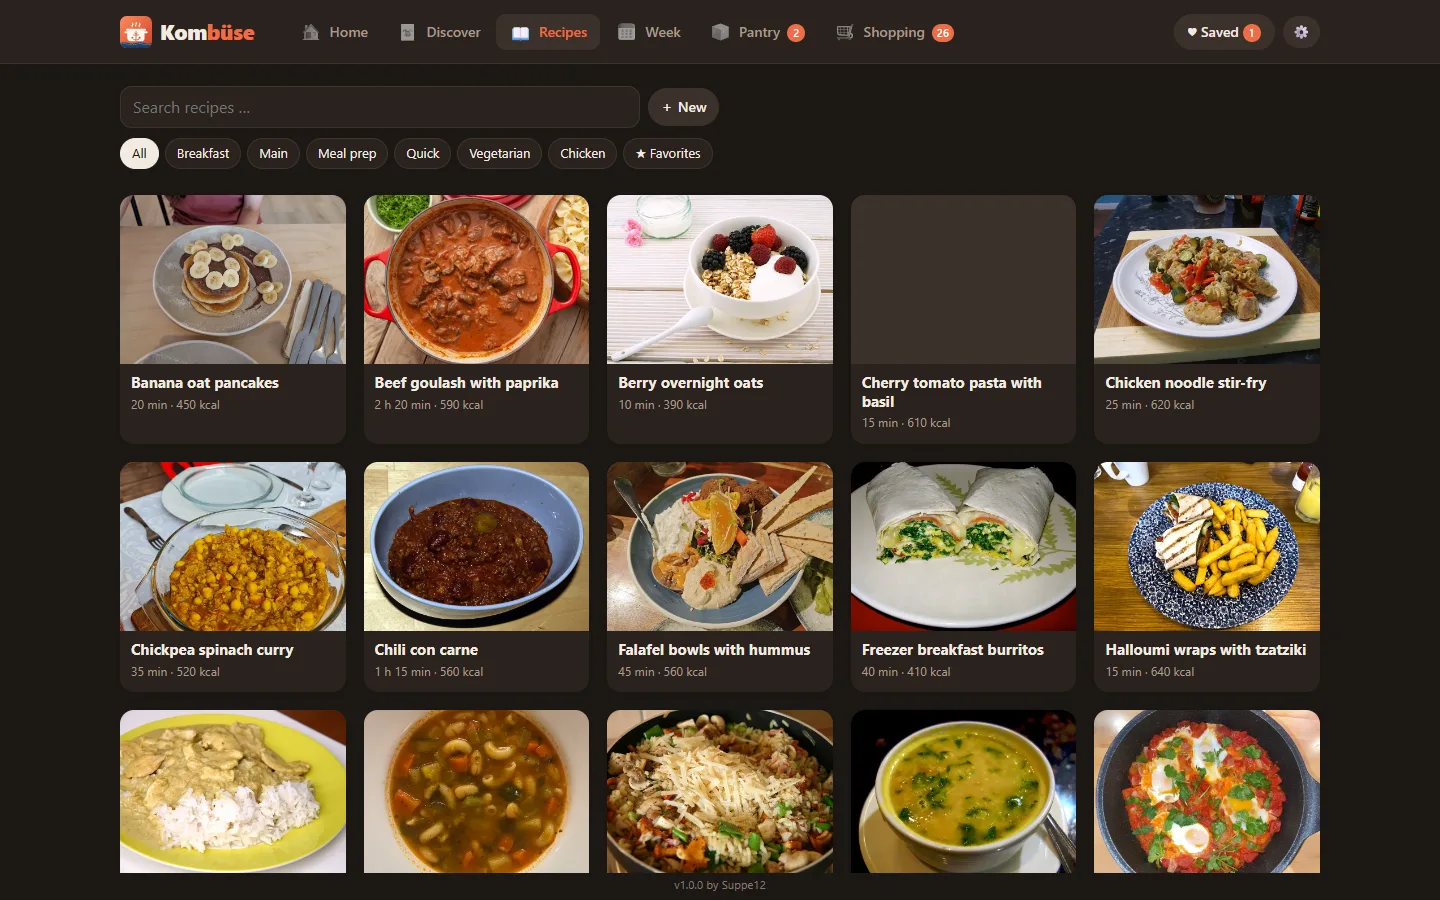 Kombüse
Home
Discover
Recipes
Week
Pantry 2
Shopping 26
♥ Saved 1
Search recipes ...
+ New
All
Breakfast
Main
Meal prep
Quick
Vegetarian
Chicken
★ Favorites
Banana oat pancakes
20 min · 450 kcal
Beef goulash with paprika
2 h 20 min · 590 kcal
Berry overnight oats
10 min · 390 kcal
Cherry tomato pasta with
basil
15 min · 610 kcal
Chicken noodle stir-fry
25 min · 620 kcal
Chickpea spinach curry
35 min · 520 kcal
Chili con carne
1 h 15 min · 560 kcal
Falafel bowls with hummus
45 min · 560 kcal
Freezer breakfast burritos
40 min · 410 kcal
Halloumi wraps with tzatziki
15 min · 640 kcal
v1.0.0 by Suppe12